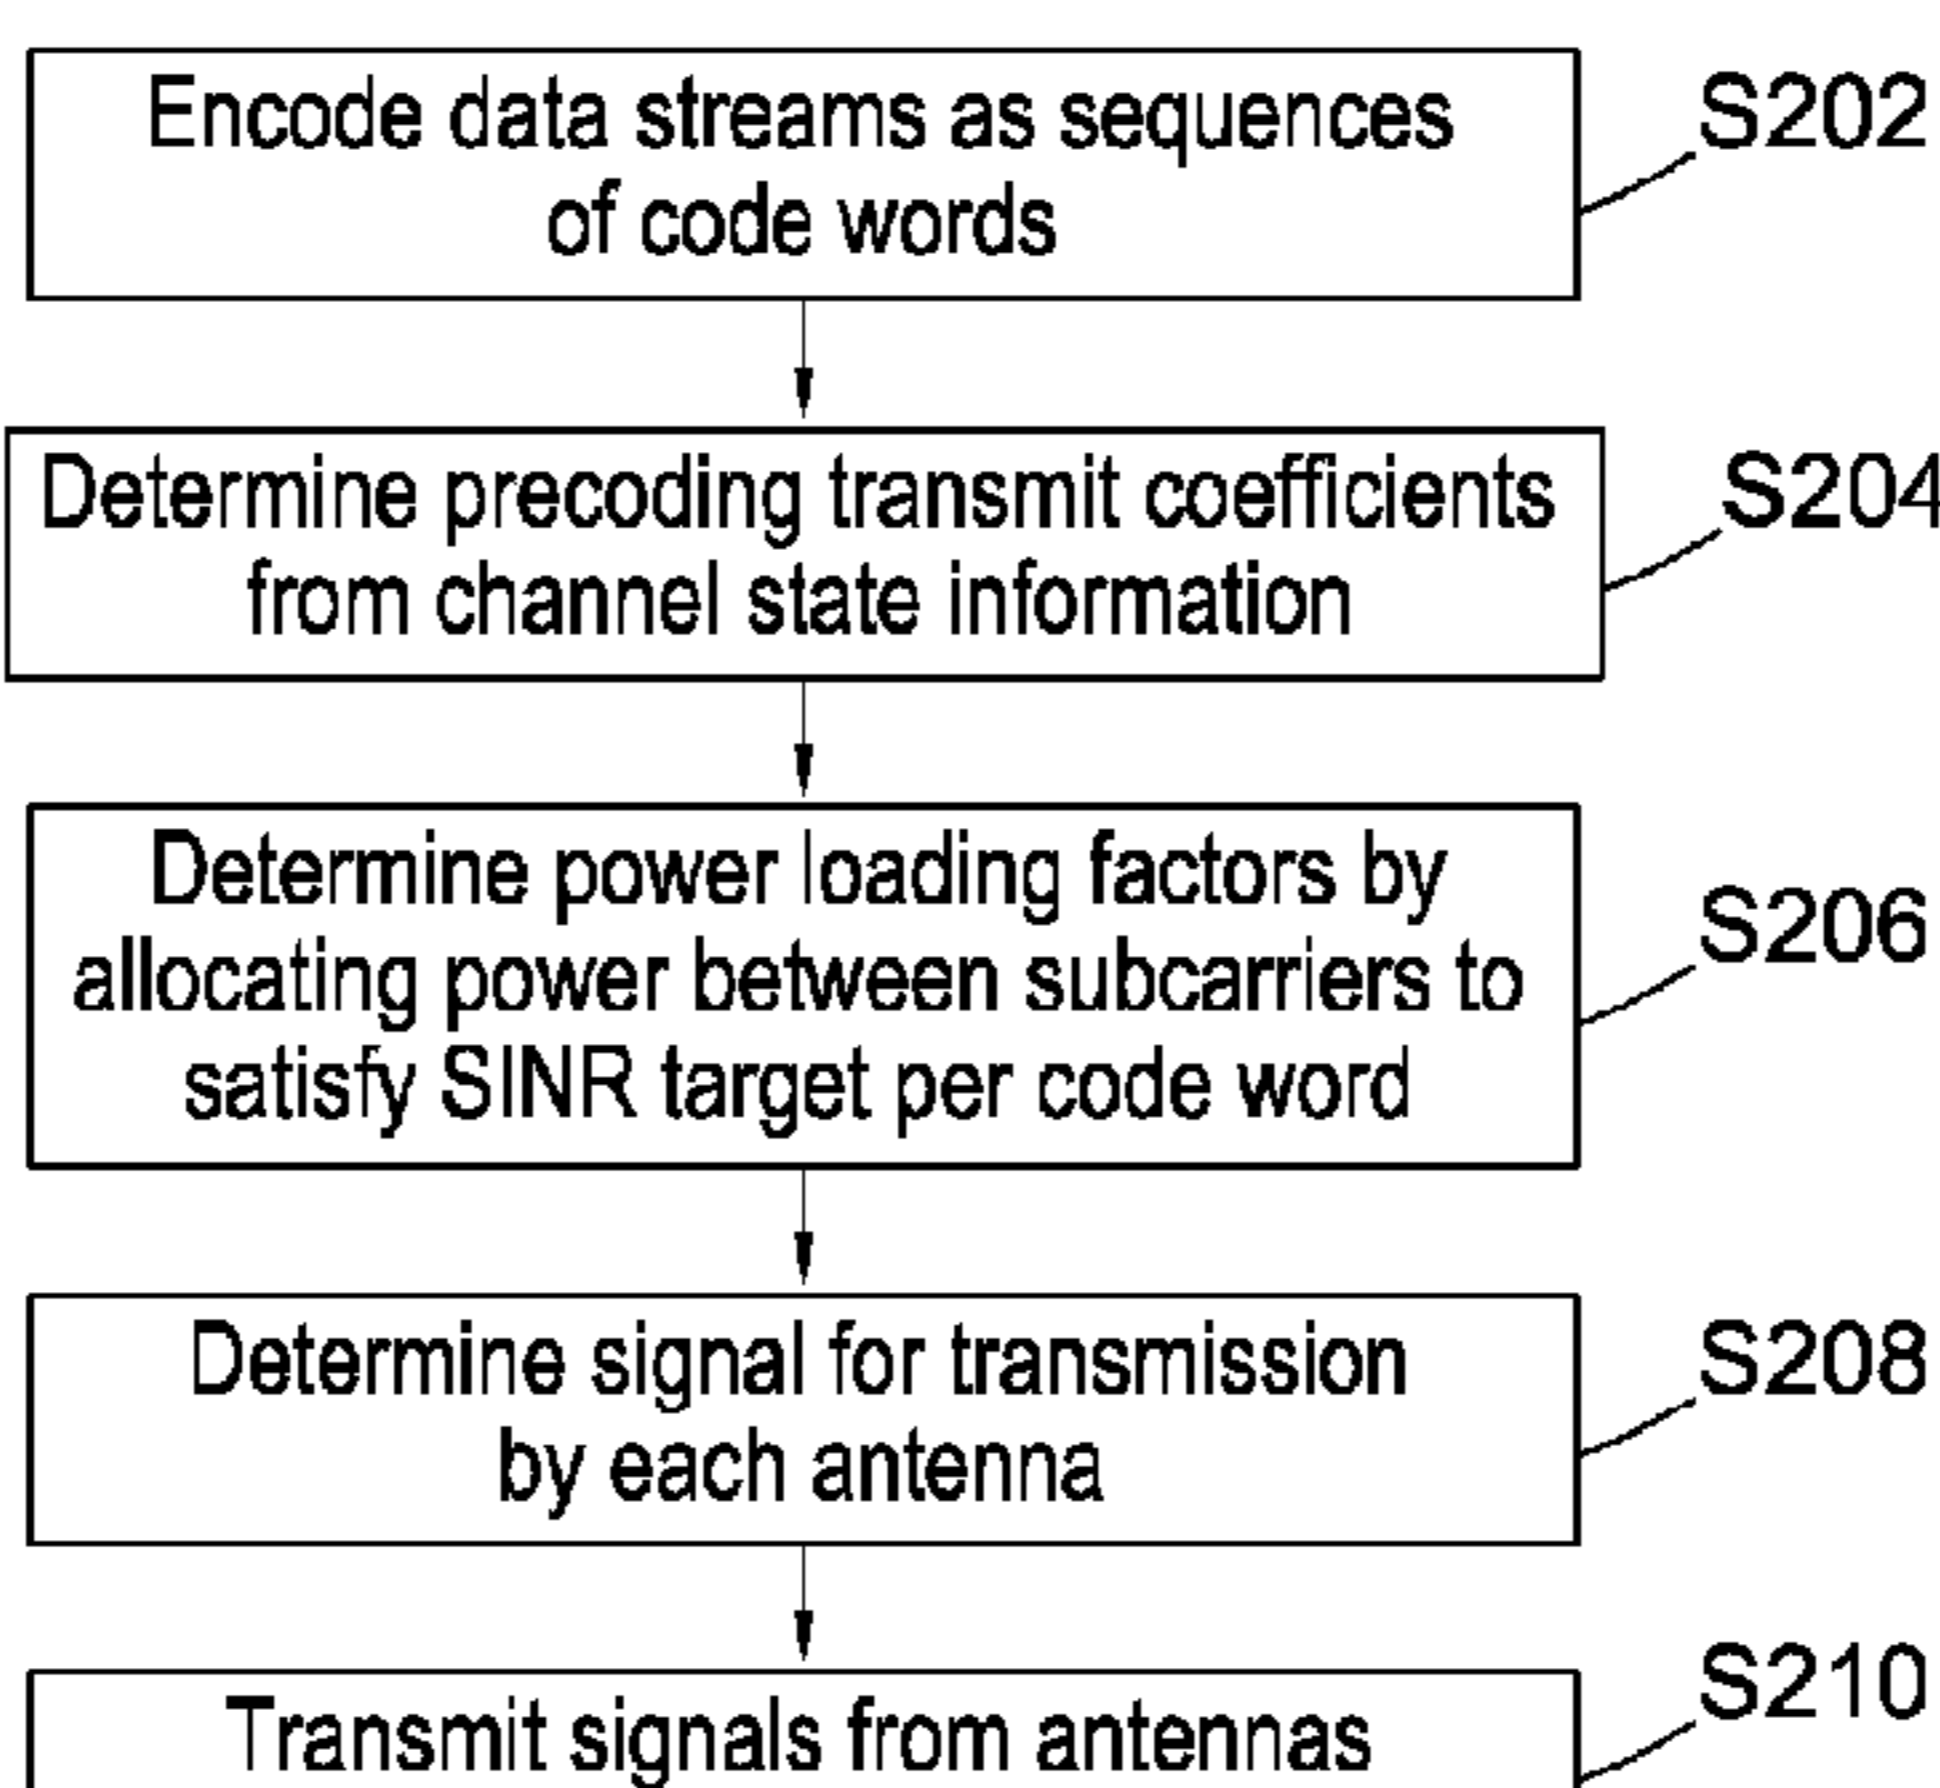 Encode data streams as sequences
of code words
S202
Determine precoding transmit coefficients
from channel state information
S204
Determine power loading factors by
allocating power between subcarriers to
satisfy SINR target per code word
S206
Determine signal for transmission
by each antenna
S208
Transmit signals from antennas
S210